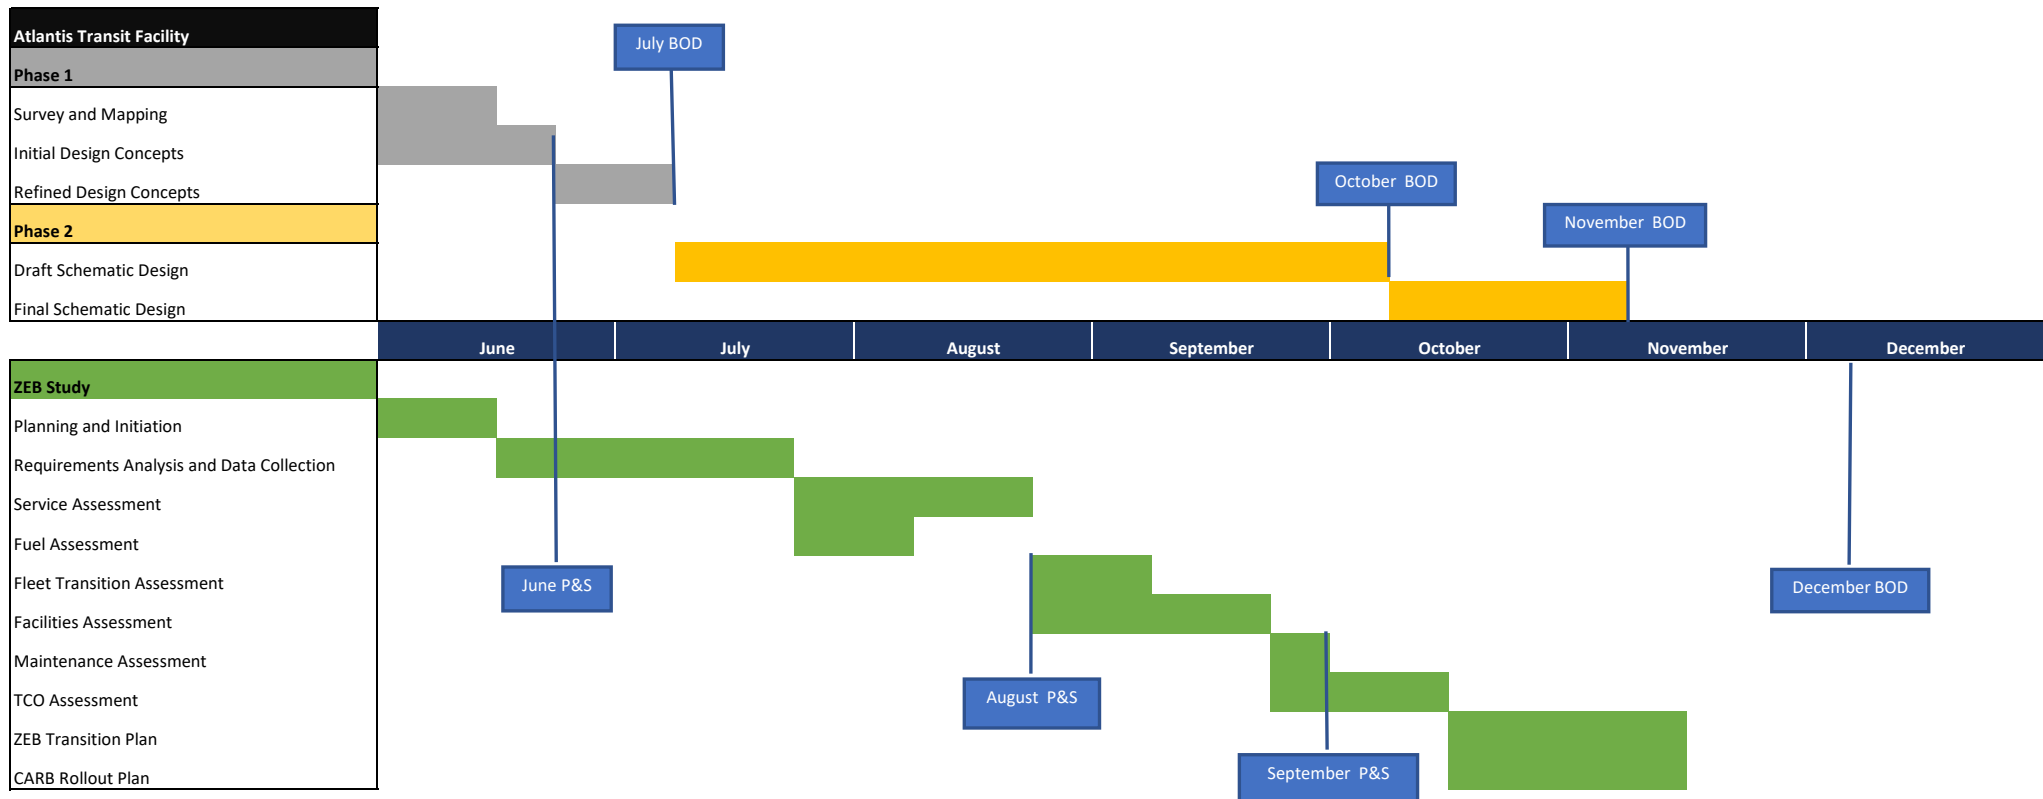 Atlantis Transit Facility
July BOD
Phase 1
Survey and Mapping
Initial Design Concepts
Refined Design Concepts
October BOD
Phase 2
November BOD
Draft Schematic Design
Final Schematic Design
June July August September October November December
ZEB Study
Planning and Initiation
Requirements Analysis and Data Collection
Service Assessment
Fuel Assessment
Fleet Transition Assessment
June P&S
December BOD
Facilities Assessment
Maintenance Assessment
TCO Assessment
August P&S
ZEB Transition Plan
September P&S
CARB Rollout Plan